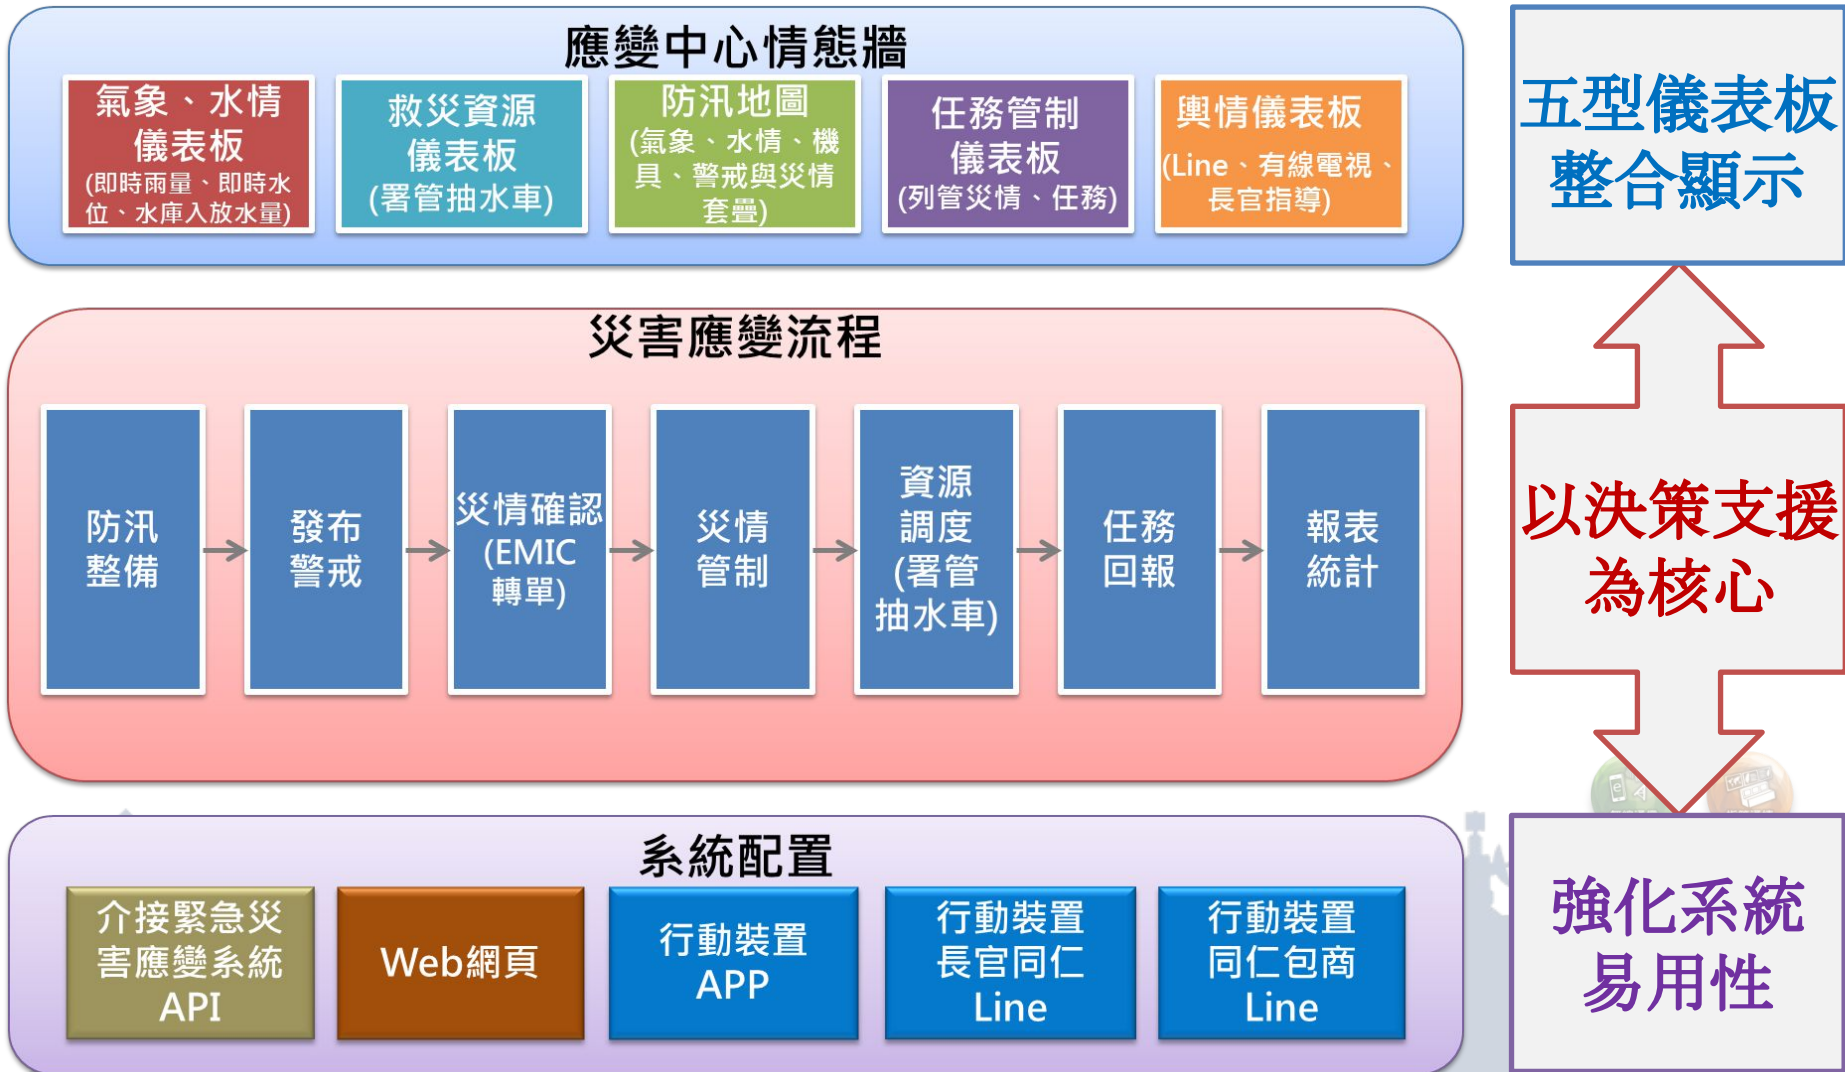 應變中心情態牆
氣象、水情
儀表板
(即時雨量、即時水
位、水庫入放水量)
救災資源
儀表板
(署管抽水車)
防汛地圖
(氣象、水情、機
具、警戒與災情
套疊)
任務管制
儀表板
(列管災情、任務)
輿情儀表板
(Line、有線電視、
長官指導)
五型儀表板
整合顯示
災害應變流程
防汛
整備
發布
警戒
災情確認
(EMIC
轉單)
災情
管制
資源
調度
(署管
抽水車)
任務
回報
報表
統計
以決策支援
為核心
系統配置
介接緊急災
害應變系統
API
Web網頁
行動裝置
APP
行動裝置
長官同仁
Line
行動裝置
同仁包商
Line
強化系統
易用性